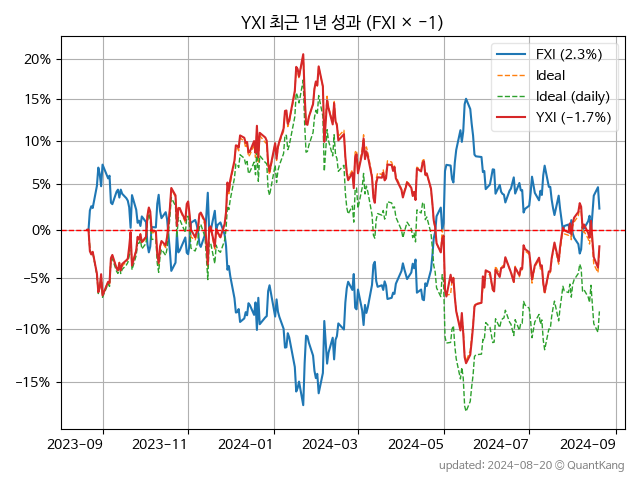 YXI 최근 1년 성과 (FXI × −1)
FXI (2.3%)
Ideal
Ideal (daily)
YXI (−1.7%)
20%
15%
10%
5%
0%
−5%
−10%
−15%
2023-09
2023-11
2024-01
2024-03
2024-05
2024-07
2024-09
updated: 2024-08-20 © QuantKang